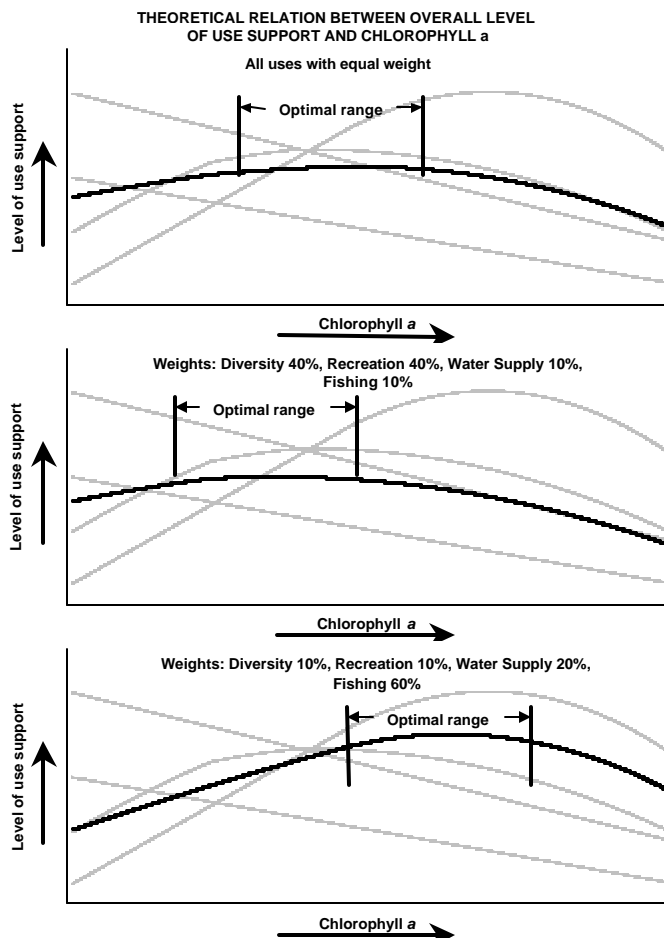 THEORETICAL RELATION BETWEEN OVERALL LEVEL
OF USE SUPPORT AND CHLOROPHYLL a
All uses with equal weight
Optimal range
Level of use support
Chlorophyll a
Weights: Diversity 40%, Recreation 40%, Water Supply 10%,
Fishing 10%
Optimal range
Level of use support
Chlorophyll a
Weights: Diversity 10%, Recreation 10%, Water Supply 20%,
Fishing 60%
Optimal range
Level of use support
Chlorophyll a